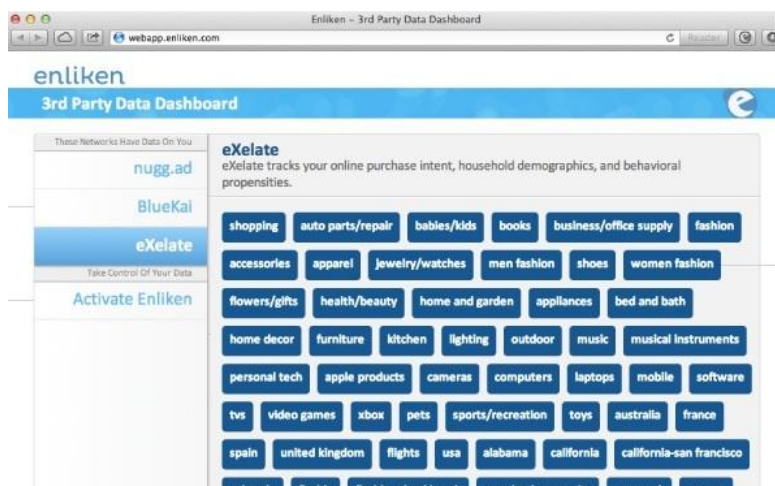 Enliken – 3rd Party Data Dashboard
webapp.enliken.com
Reader
enliken
3rd Party Data Dashboard
These Networks Have Data On You
nugg.ad
BlueKai
eXelate
Take Control Of Your Data
Activate Enliken
eXelate
eXelate tracks your online purchase intent, household demographics, and behavioral
propensities.
shopping auto parts/repair babies/kids books business/office supply fashion
accessories apparel jewelry/watches men fashion shoes women fashion
flowers/gifts health/beauty home and garden appliances bed and bath
home decor furniture kitchen lighting outdoor music musical instruments
personal tech apple products cameras computers laptops mobile software
tvs video games xbox pets sports/recreation toys australia france
spain united kingdom flights usa alabama california california-san francisco